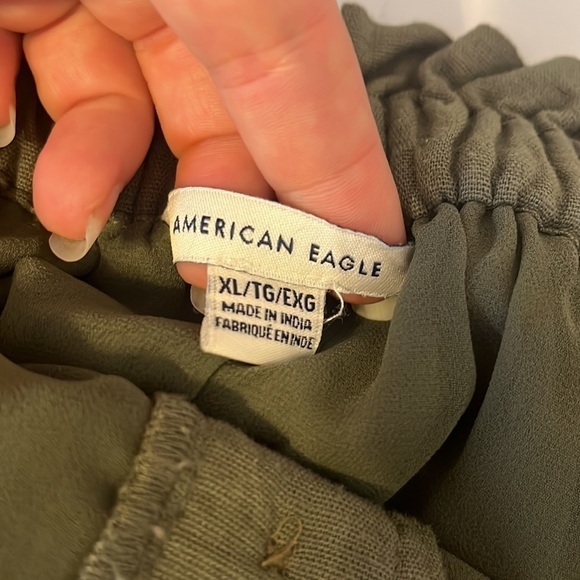 AMERICAN EAGLE
XL/TG/EXG
MADE IN INDIA
FABRIQUÉ EN INDE